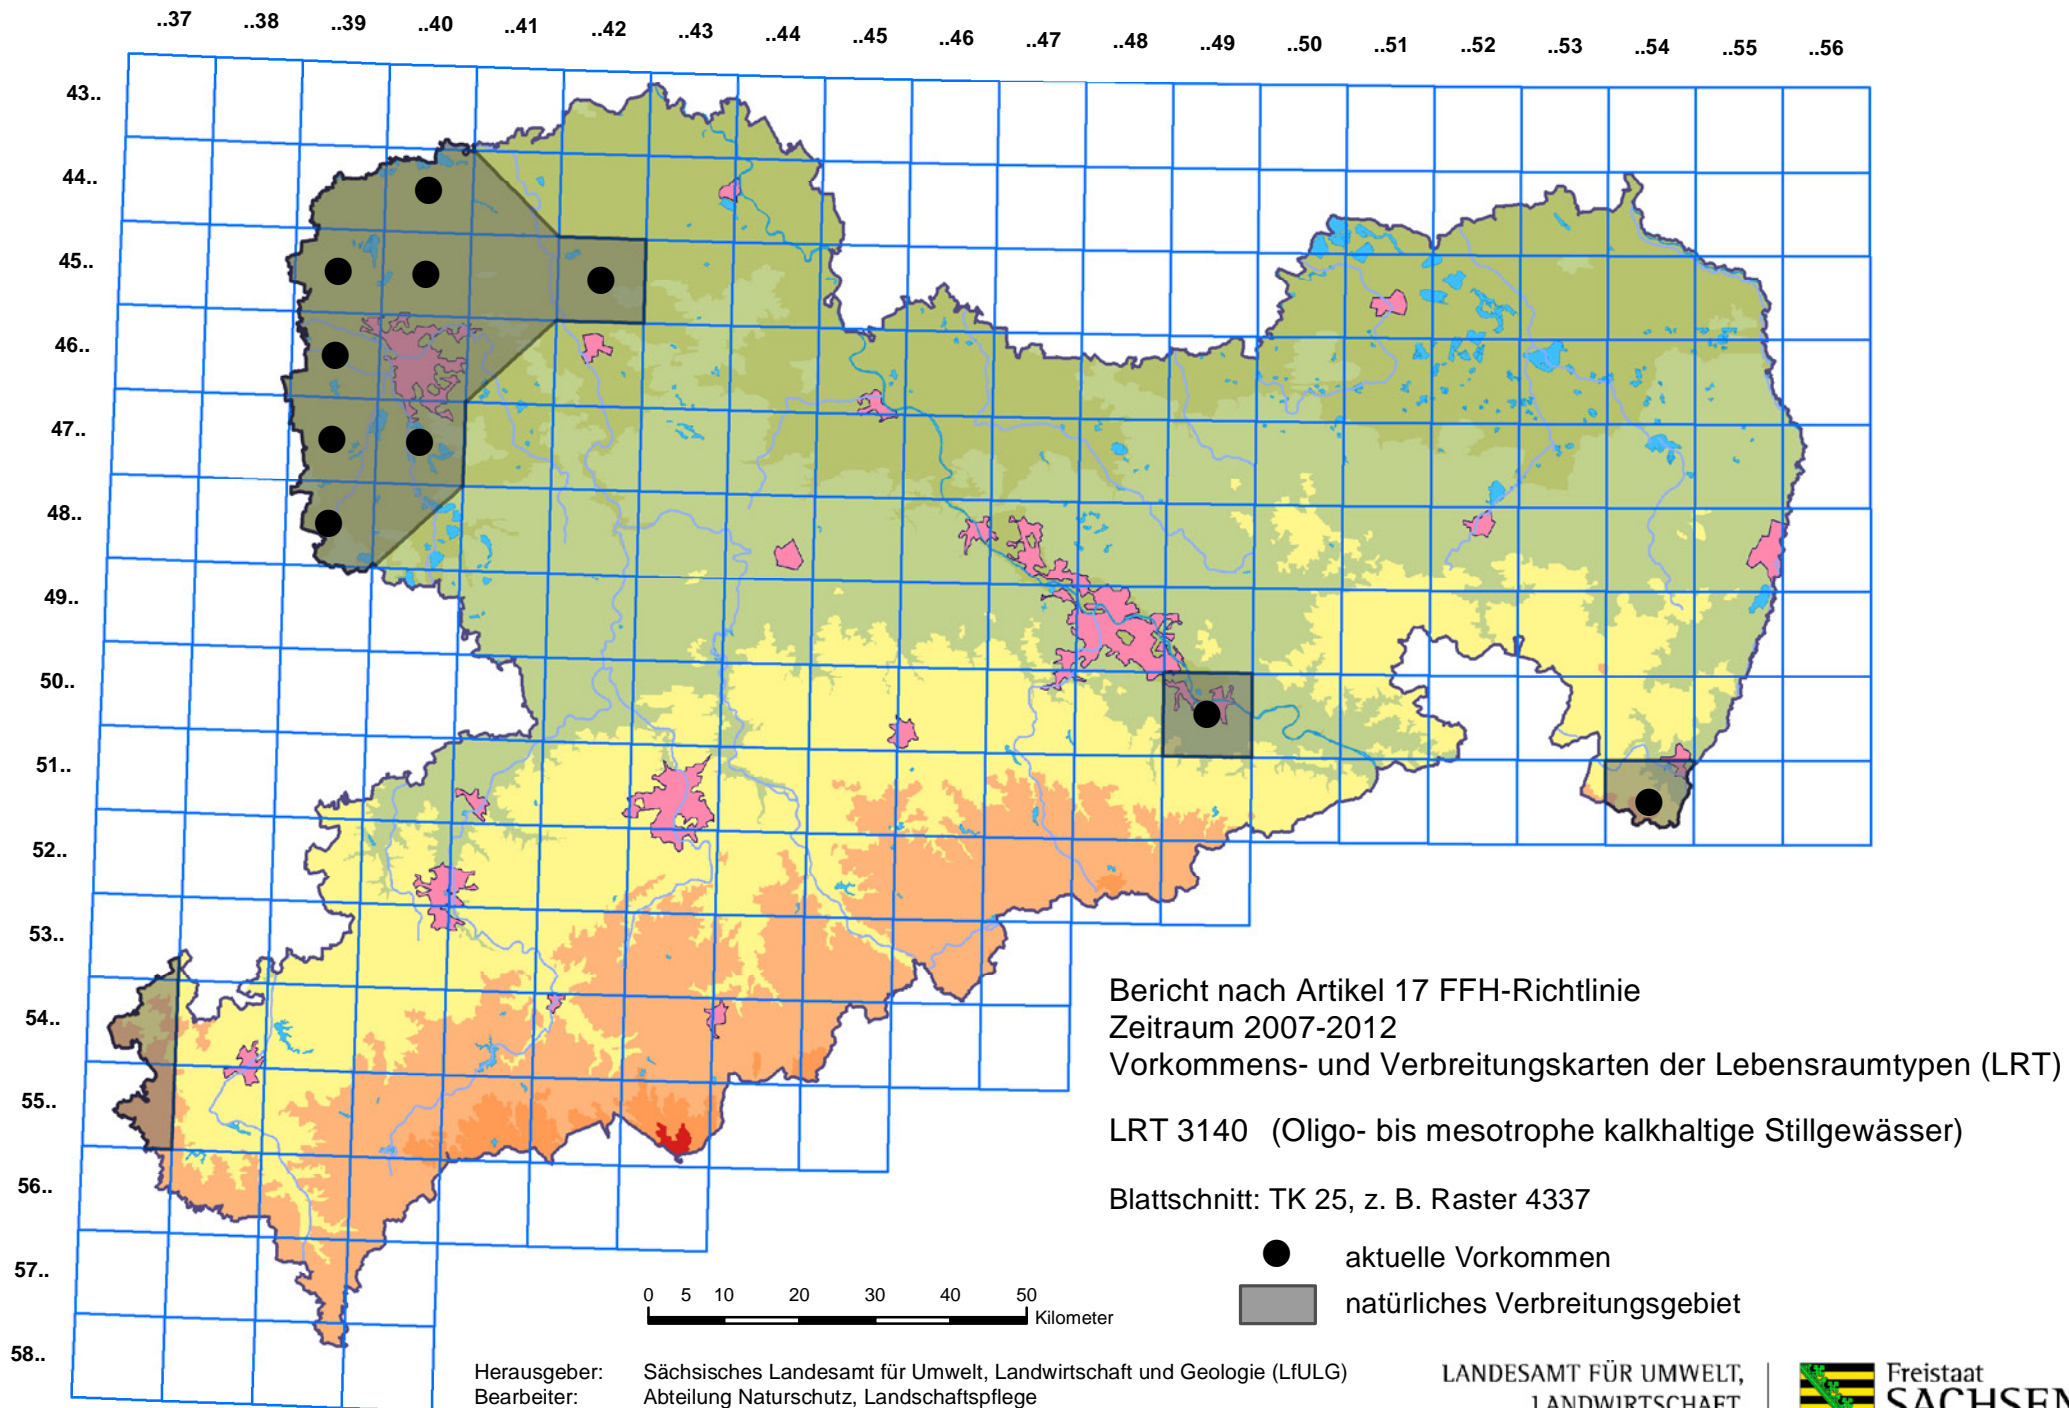 ..37 ..38 ..39 ..40 ..41 ..42 ..43 ..44 ..45 ..46 ..47 ..48 ..49 ..50 ..51 ..52 ..53 ..54 ..55 ..56
43..
44..
45..
46..
47..
48..
49..
50..
51..
52..
53..
54..
55..
56..
57..
58..
Bericht nach Artikel 17 FFH-Richtlinie
Zeitraum 2007-2012
Vorkommens- und Verbreitungskarten der Lebensraumtypen (LRT)
LRT 3140 (Oligo- bis mesotrophe kalkhaltige Stillgewässer)
Blattschnitt: TK 25, z. B. Raster 4337
aktuelle Vorkommen
natürliches Verbreitungsgebiet
0 5 10 20 30 40 50
Kilometer
Herausgeber: Sächsisches Landesamt für Umwelt, Landwirtschaft und Geologie (LfULG)
Bearbeiter: Abteilung Naturschutz, Landschaftspflege
LANDESAMT FÜR UMWELT,
LANDWIRTSCHAFT
Freistaat
SACHSEN